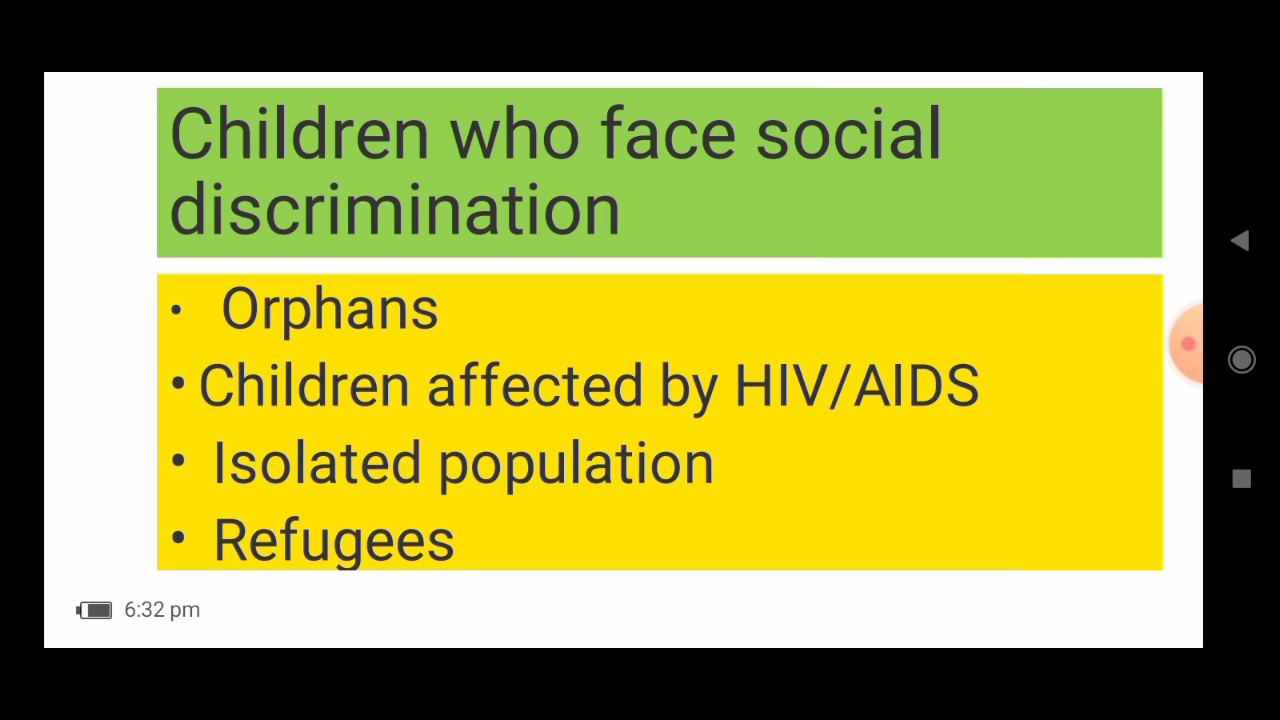 Children who face social
discrimination
• Orphans
• Children affected by HIV/AIDS
• Isolated population
• Refugees
6:32 pm